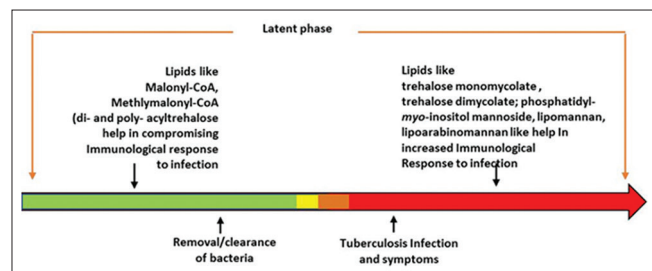 Latent phase
Lipids like
Malonyl-CoA,
Methlymalonyl-CoA
(di- and poly- acyltrehalose
help in compromising
Immunological response
to infection
Lipids like
trehalose monomycolate ,
trehalose dimycolate; phosphatidyl-
myo-inositol mannoside, lipomannan,
lipoarabinomannan like help In
increased Immunological
Response to infection
Removal/clearance
of bacteria
Tuberculosis Infection
and symptoms